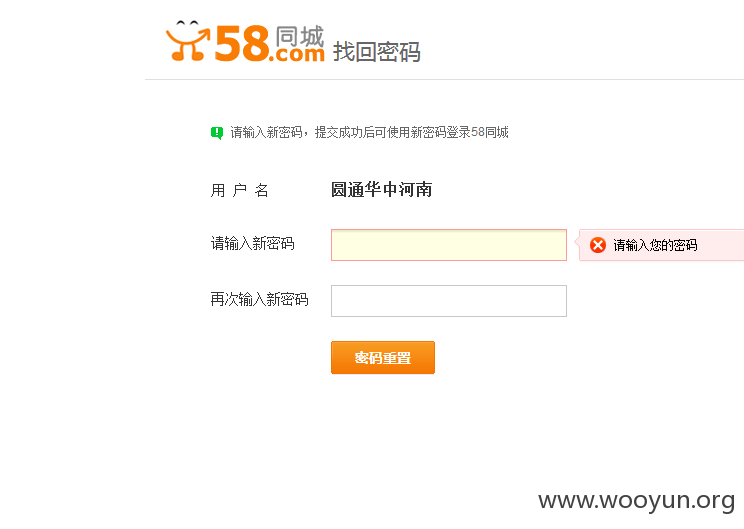 58同城.com 找回密码
请输入新密码，提交成功后可使用新密码登录58同城
用 户 名 圆通华中河南
请输入新密码 请输入您的密码
再次输入新密码
密码重置
www.wooyun.org